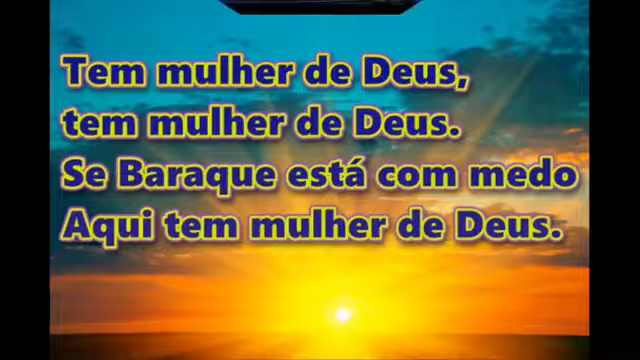 Tem mulher de Deus,
tem mulher de Deus.
Se Baraque está com medo
Aqui tem mulher de Deus.